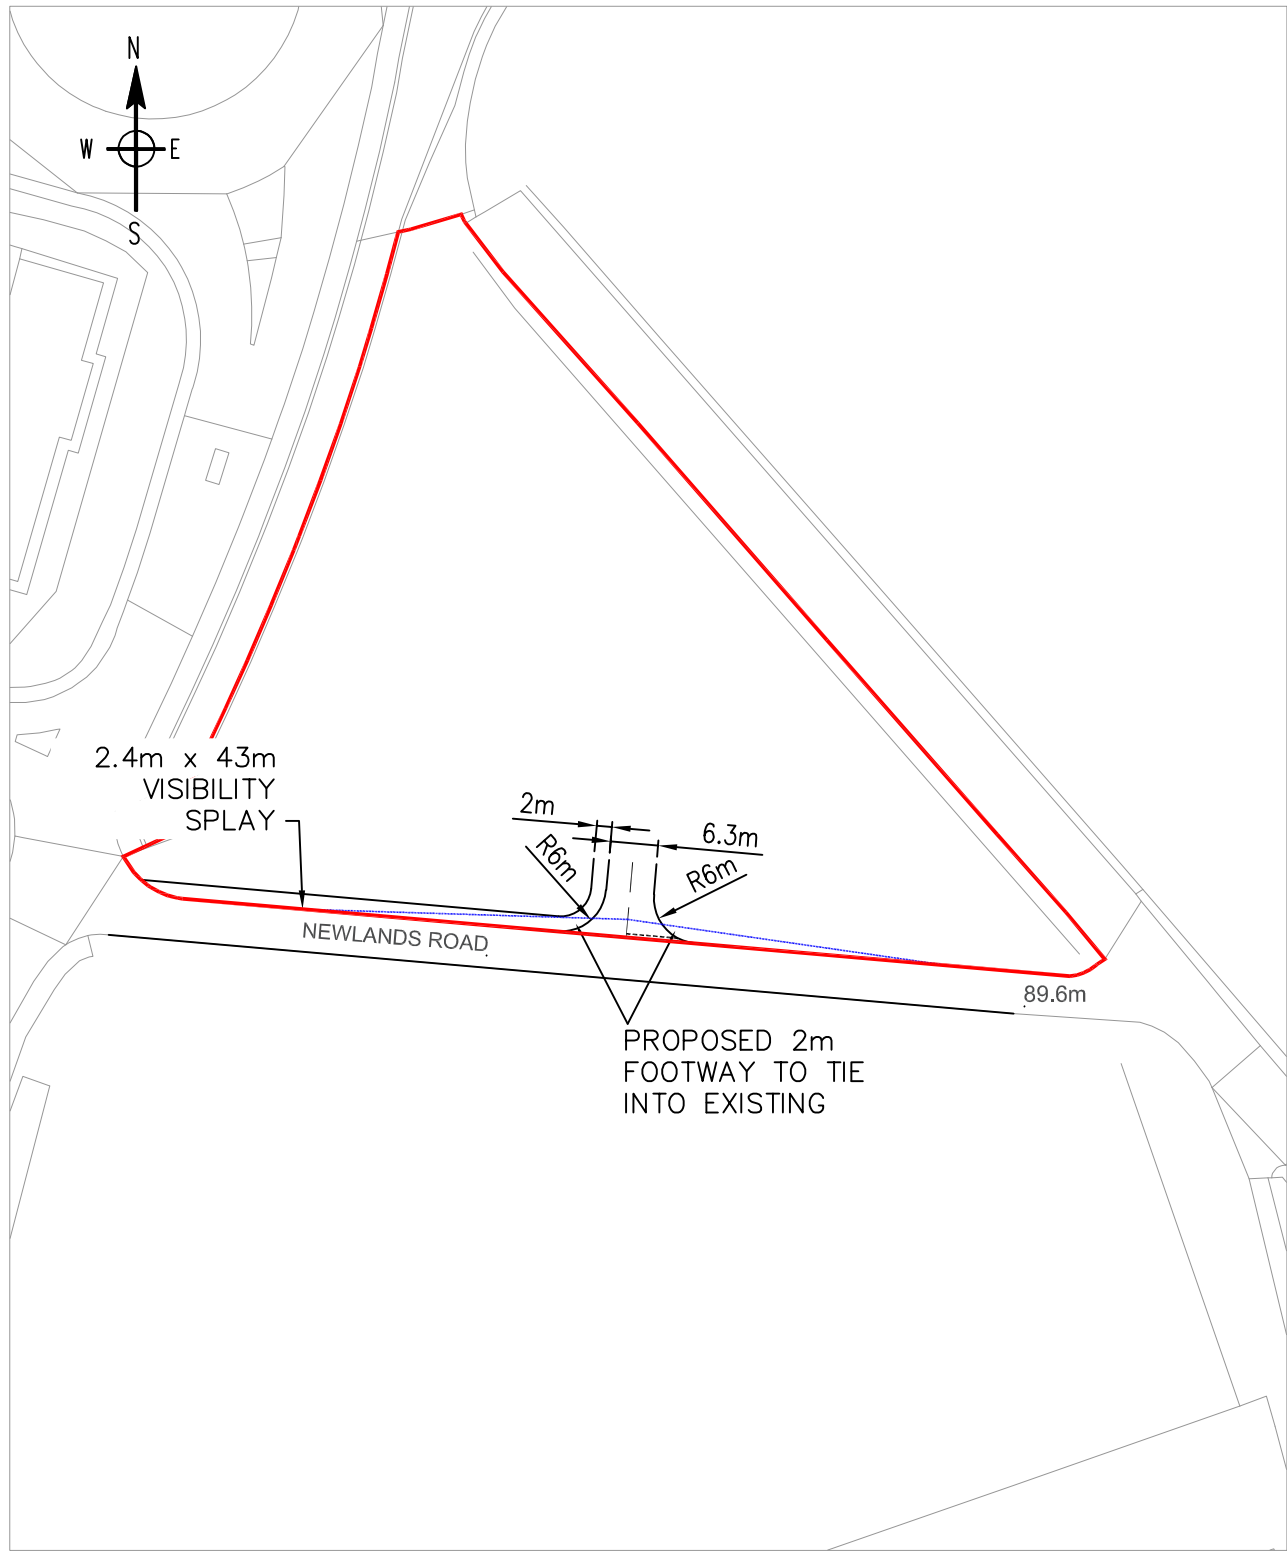 N
W E
S
2.4m x 43m
VISIBILITY
SPLAY
2m
6.3m
R6m
R6m
NEWLANDS ROAD
89.6m
PROPOSED 2m
FOOTWAY TO TIE
INTO EXISTING